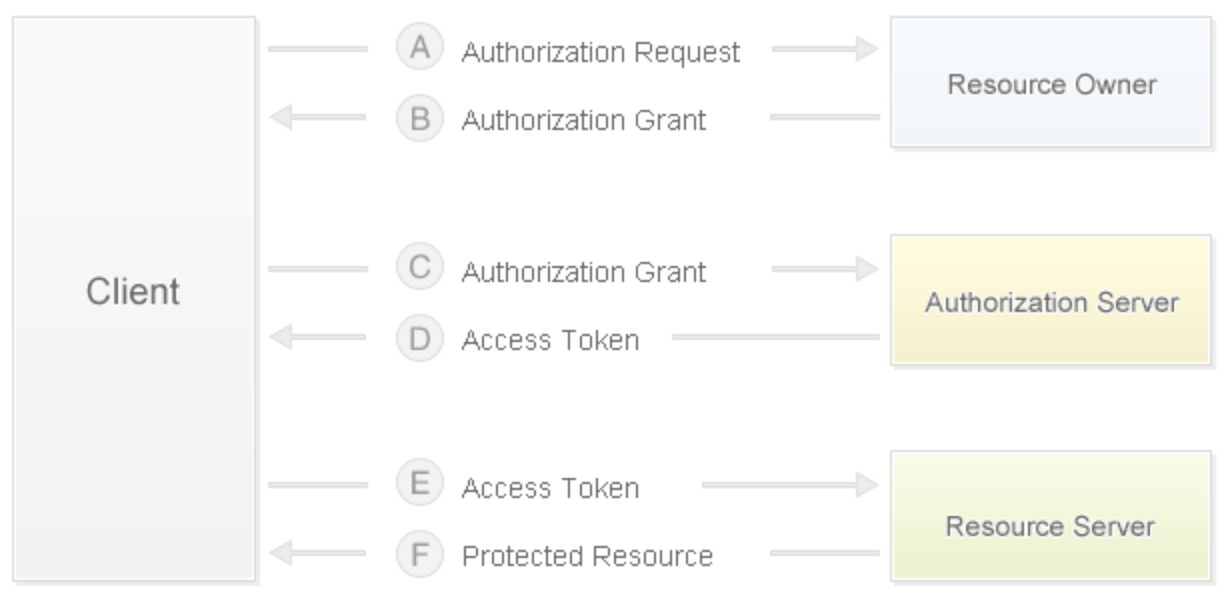 A Authorization Request
Resource Owner
B Authorization Grant
Client
C Authorization Grant
Authorization Server
D Access Token
E Access Token
Resource Server
F Protected Resource